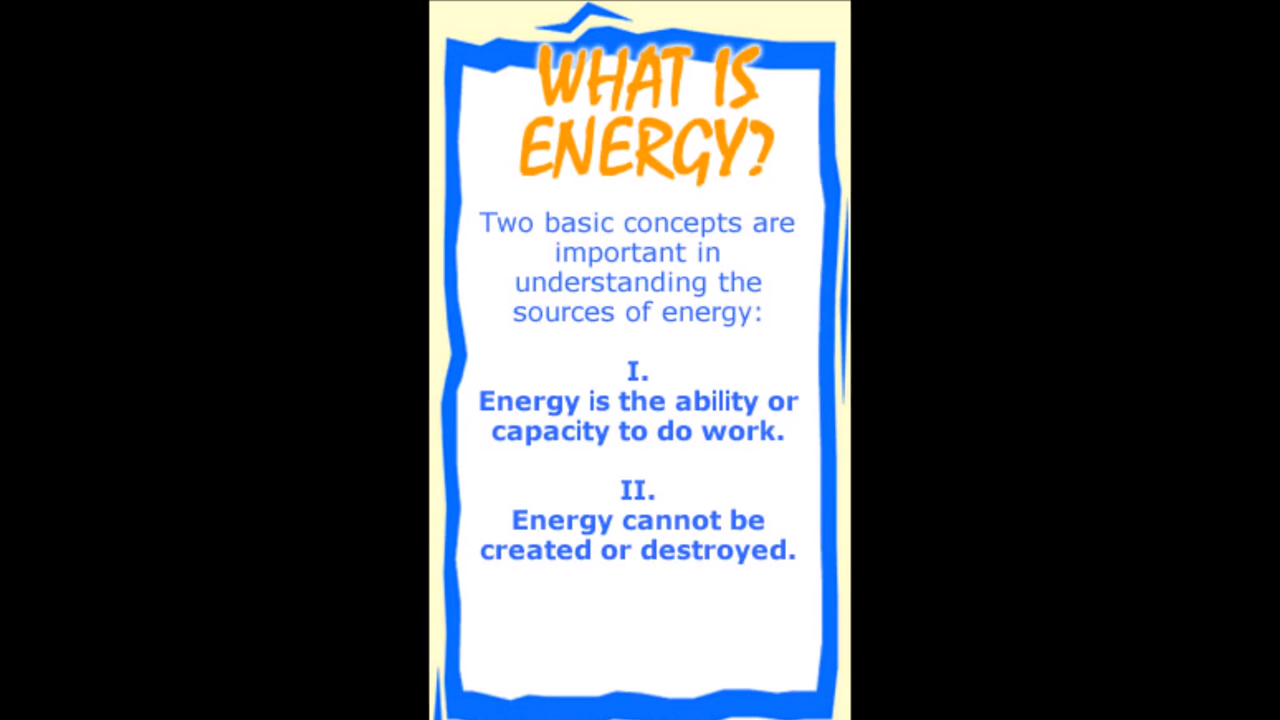 WHAT IS
ENERGY?
Two basic concepts are
important in
understanding the
sources of energy:
I.
Energy is the ability or
capacity to do work.
II.
Energy cannot be
created or destroyed.